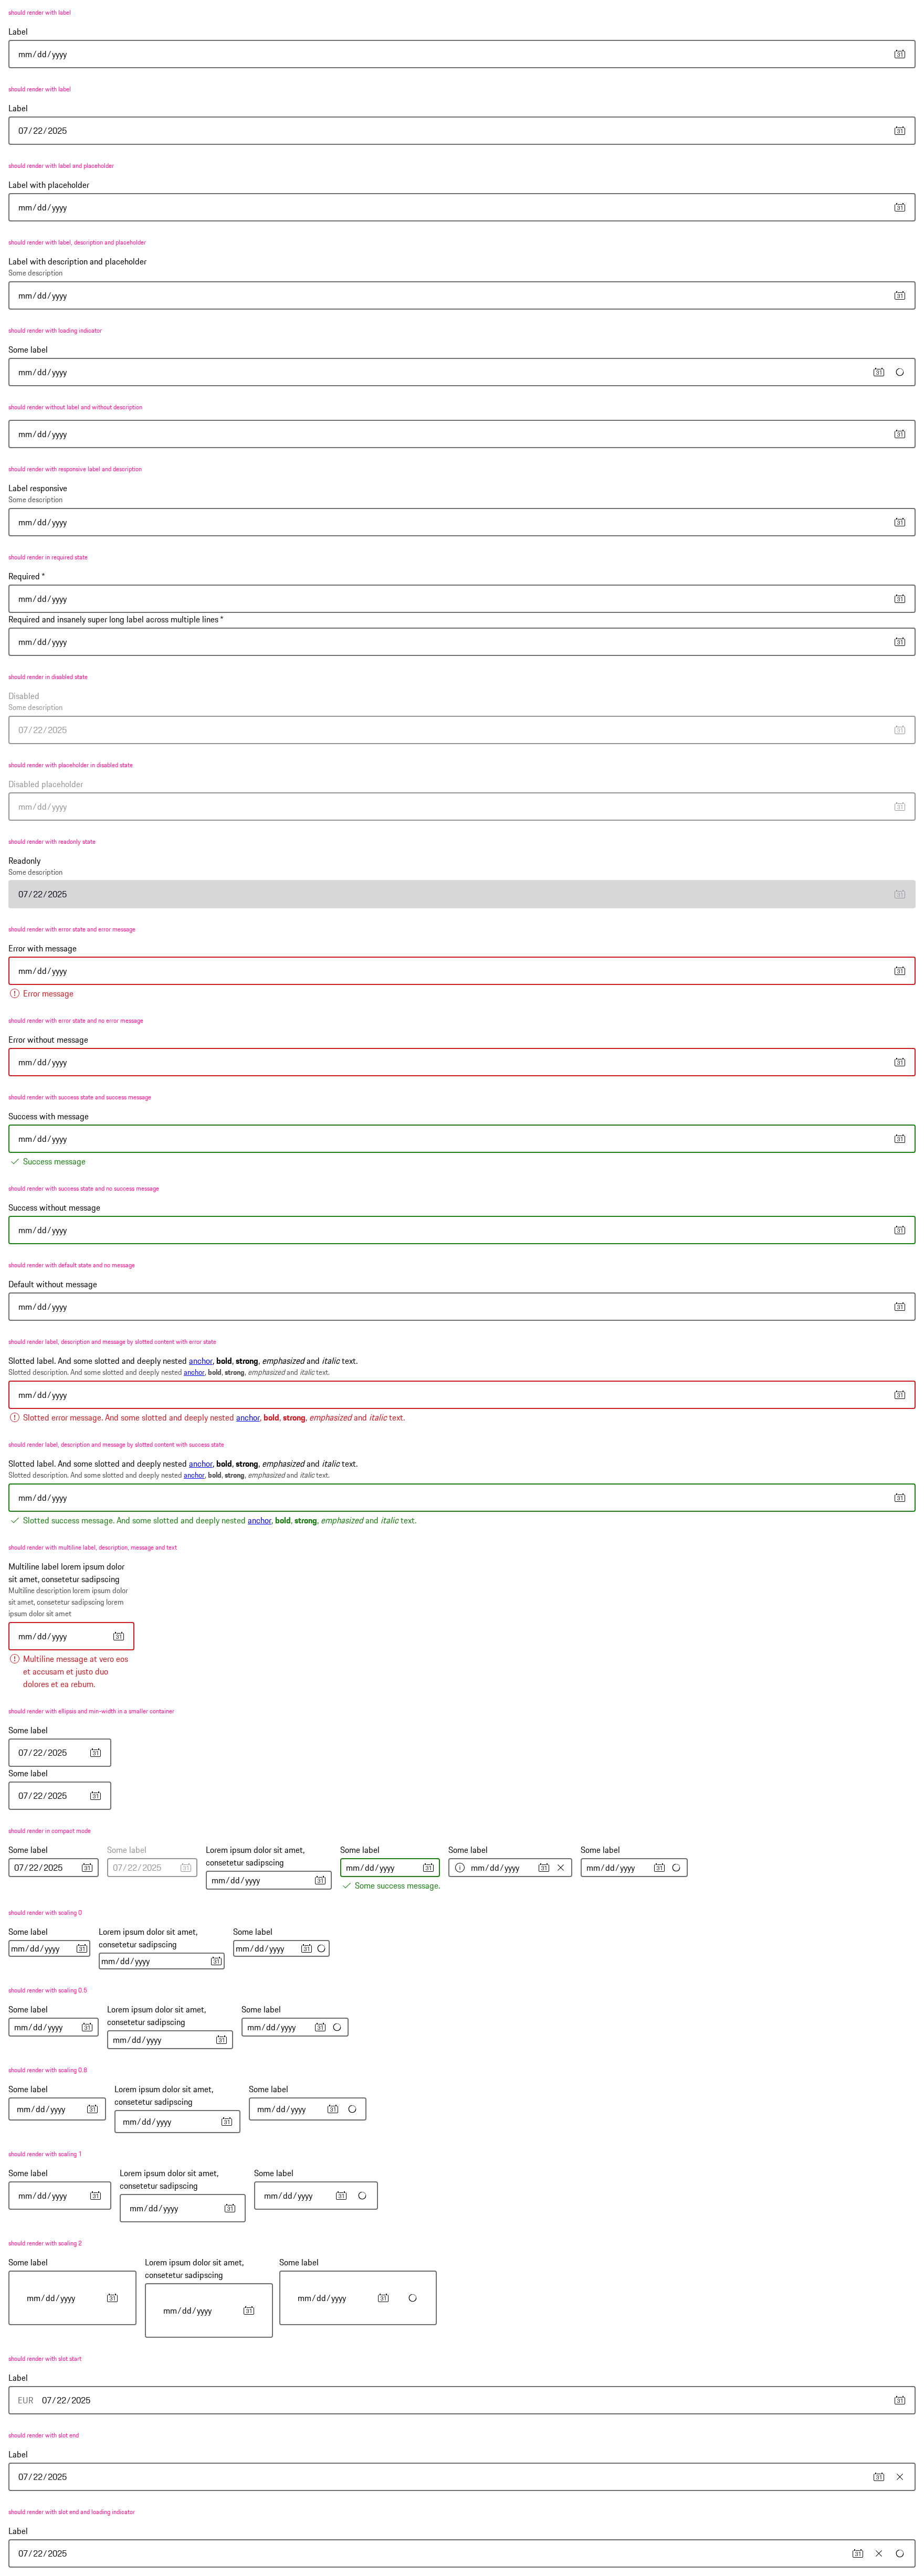 should render with label
Label
mm/dd/yyyy
should render with label
Label
07/22/2025
should render with label and placeholder
Label with placeholder
mm/dd/yyyy
should render with label, description and placeholder
Label with description and placeholder
Some description
mm/dd/yyyy
should render with loading indicator
Some label
mm/dd/yyyy
should render without label and without description
mm/dd/yyyy
should render with responsive label and description
Label responsive
Some description
mm/dd/yyyy
should render in required state
Required *
mm/dd/yyyy
Required and insanely super long label across multiple lines *
mm/dd/yyyy
should render in disabled state
Disabled
Some description
07/22/2025
should render with placeholder in disabled state
Disabled placeholder
mm/dd/yyyy
should render with readonly state
Readonly
Some description
07/22/2025
should render with error state and error message
Error with message
mm/dd/yyyy
Error message
should render with error state and no error message
Error without message
mm/dd/yyyy
should render with success state and success message
Success with message
mm/dd/yyyy
Success message
should render with success state and no success message
Success without message
mm/dd/yyyy
should render with default state and no message
Default without message
mm/dd/yyyy
should render label, description and message by slotted content with error state
Slotted label. And some slotted and deeply nested anchor, bold, strong, emphasized and italic text.
Slotted description. And some slotted and deeply nested anchor, bold, strong, emphasized and italic text.
mm/dd/yyyy
Slotted error message. And some slotted and deeply nested anchor, bold, strong, emphasized and italic text.
should render label, description and message by slotted content with success state
Slotted label. And some slotted and deeply nested anchor, bold, strong, emphasized and italic text.
Slotted description. And some slotted and deeply nested anchor, bold, strong, emphasized and italic text.
mm/dd/yyyy
Slotted success message. And some slotted and deeply nested anchor, bold, strong, emphasized and italic text.
should render with multiline label, description, message and text
Multiline label lorem ipsum dolor
sit amet, consetetur sadipscing
Multiline description lorem ipsum dolor
sit amet, consetetur sadipscing lorem
ipsum dolor sit amet
mm/dd/yyyy
Multiline message at vero eos
et accusam et justo duo
dolores et ea rebum.
should render with ellipsis and min-width in a smaller container
Some label
07/22/2025
Some label
07/22/2025
should render in compact mode
Some label
07/22/2025
Some label
07/22/2025
Lorem ipsum dolor sit amet,
consetetur sadipscing
mm/dd/yyyy
Some label
mm/dd/yyyy
Some success message.
Some label
mm/dd/yyyy
Some label
mm/dd/yyyy
should render with scaling 0
Some label
mm/dd/yyyy
Lorem ipsum dolor sit amet,
consetetur sadipscing
mm/dd/yyyy
Some label
mm/dd/yyyy
should render with scaling 0.5
Some label
mm/dd/yyyy
Lorem ipsum dolor sit amet,
consetetur sadipscing
mm/dd/yyyy
Some label
mm/dd/yyyy
should render with scaling 0.8
Some label
mm/dd/yyyy
Lorem ipsum dolor sit amet,
consetetur sadipscing
mm/dd/yyyy
Some label
mm/dd/yyyy
should render with scaling 1
Some label
mm/dd/yyyy
Lorem ipsum dolor sit amet,
consetetur sadipscing
mm/dd/yyyy
Some label
mm/dd/yyyy
should render with scaling 2
Some label
mm/dd/yyyy
Lorem ipsum dolor sit amet,
consetetur sadipscing
mm/dd/yyyy
Some label
mm/dd/yyyy
should render with slot start
Label
EUR 07/22/2025
should render with slot end
Label
07/22/2025
should render with slot end and loading indicator
Label
07/22/2025